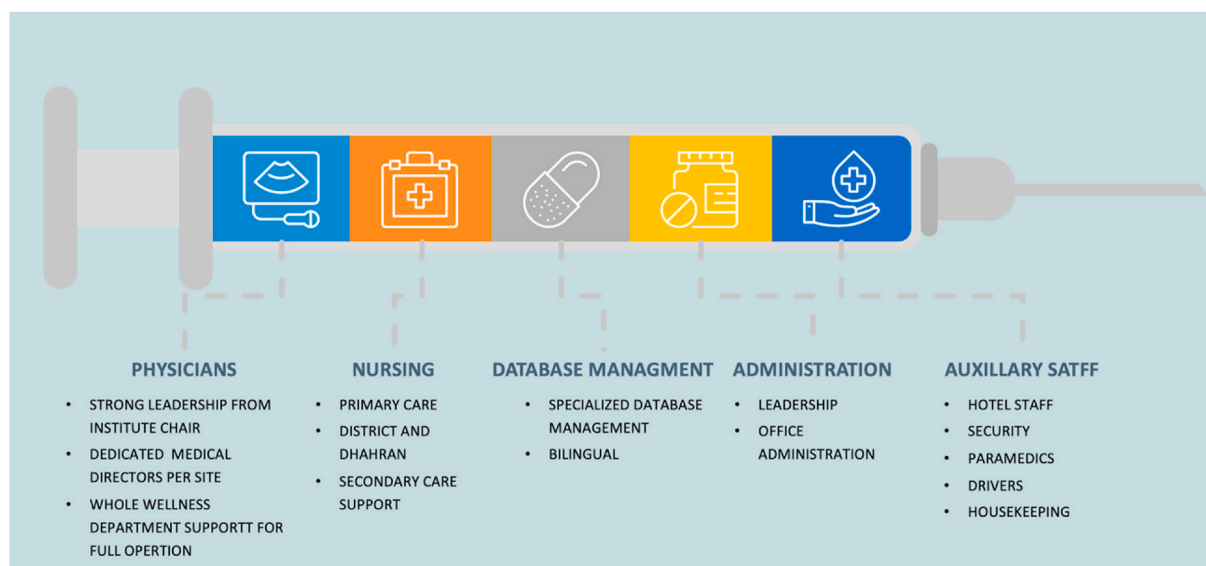 PHYSICIANS
• STRONG LEADERSHIP FROM
INSTITUTE CHAIR
• DEDICATED MEDICAL
DIRECTORS PER SITE
• WHOLE WELLNESS
DEPARTMENT SUPPORTT FOR
FULL OPERTION
NURSING
• PRIMARY CARE
• DISTRICT AND
DHAHRAN
• SECONDARY CARE
SUPPORT
DATABASE MANAGMENT
• SPECIALIZED DATABASE
MANAGEMENT
• BILINGUAL
ADMINISTRATION
• LEADERSHIP
• OFFICE
ADMINISTRATION
AUXILLARY SATFF
• HOTEL STAFF
• SECURITY
• PARAMEDICS
• DRIVERS
• HOUSEKEEPING